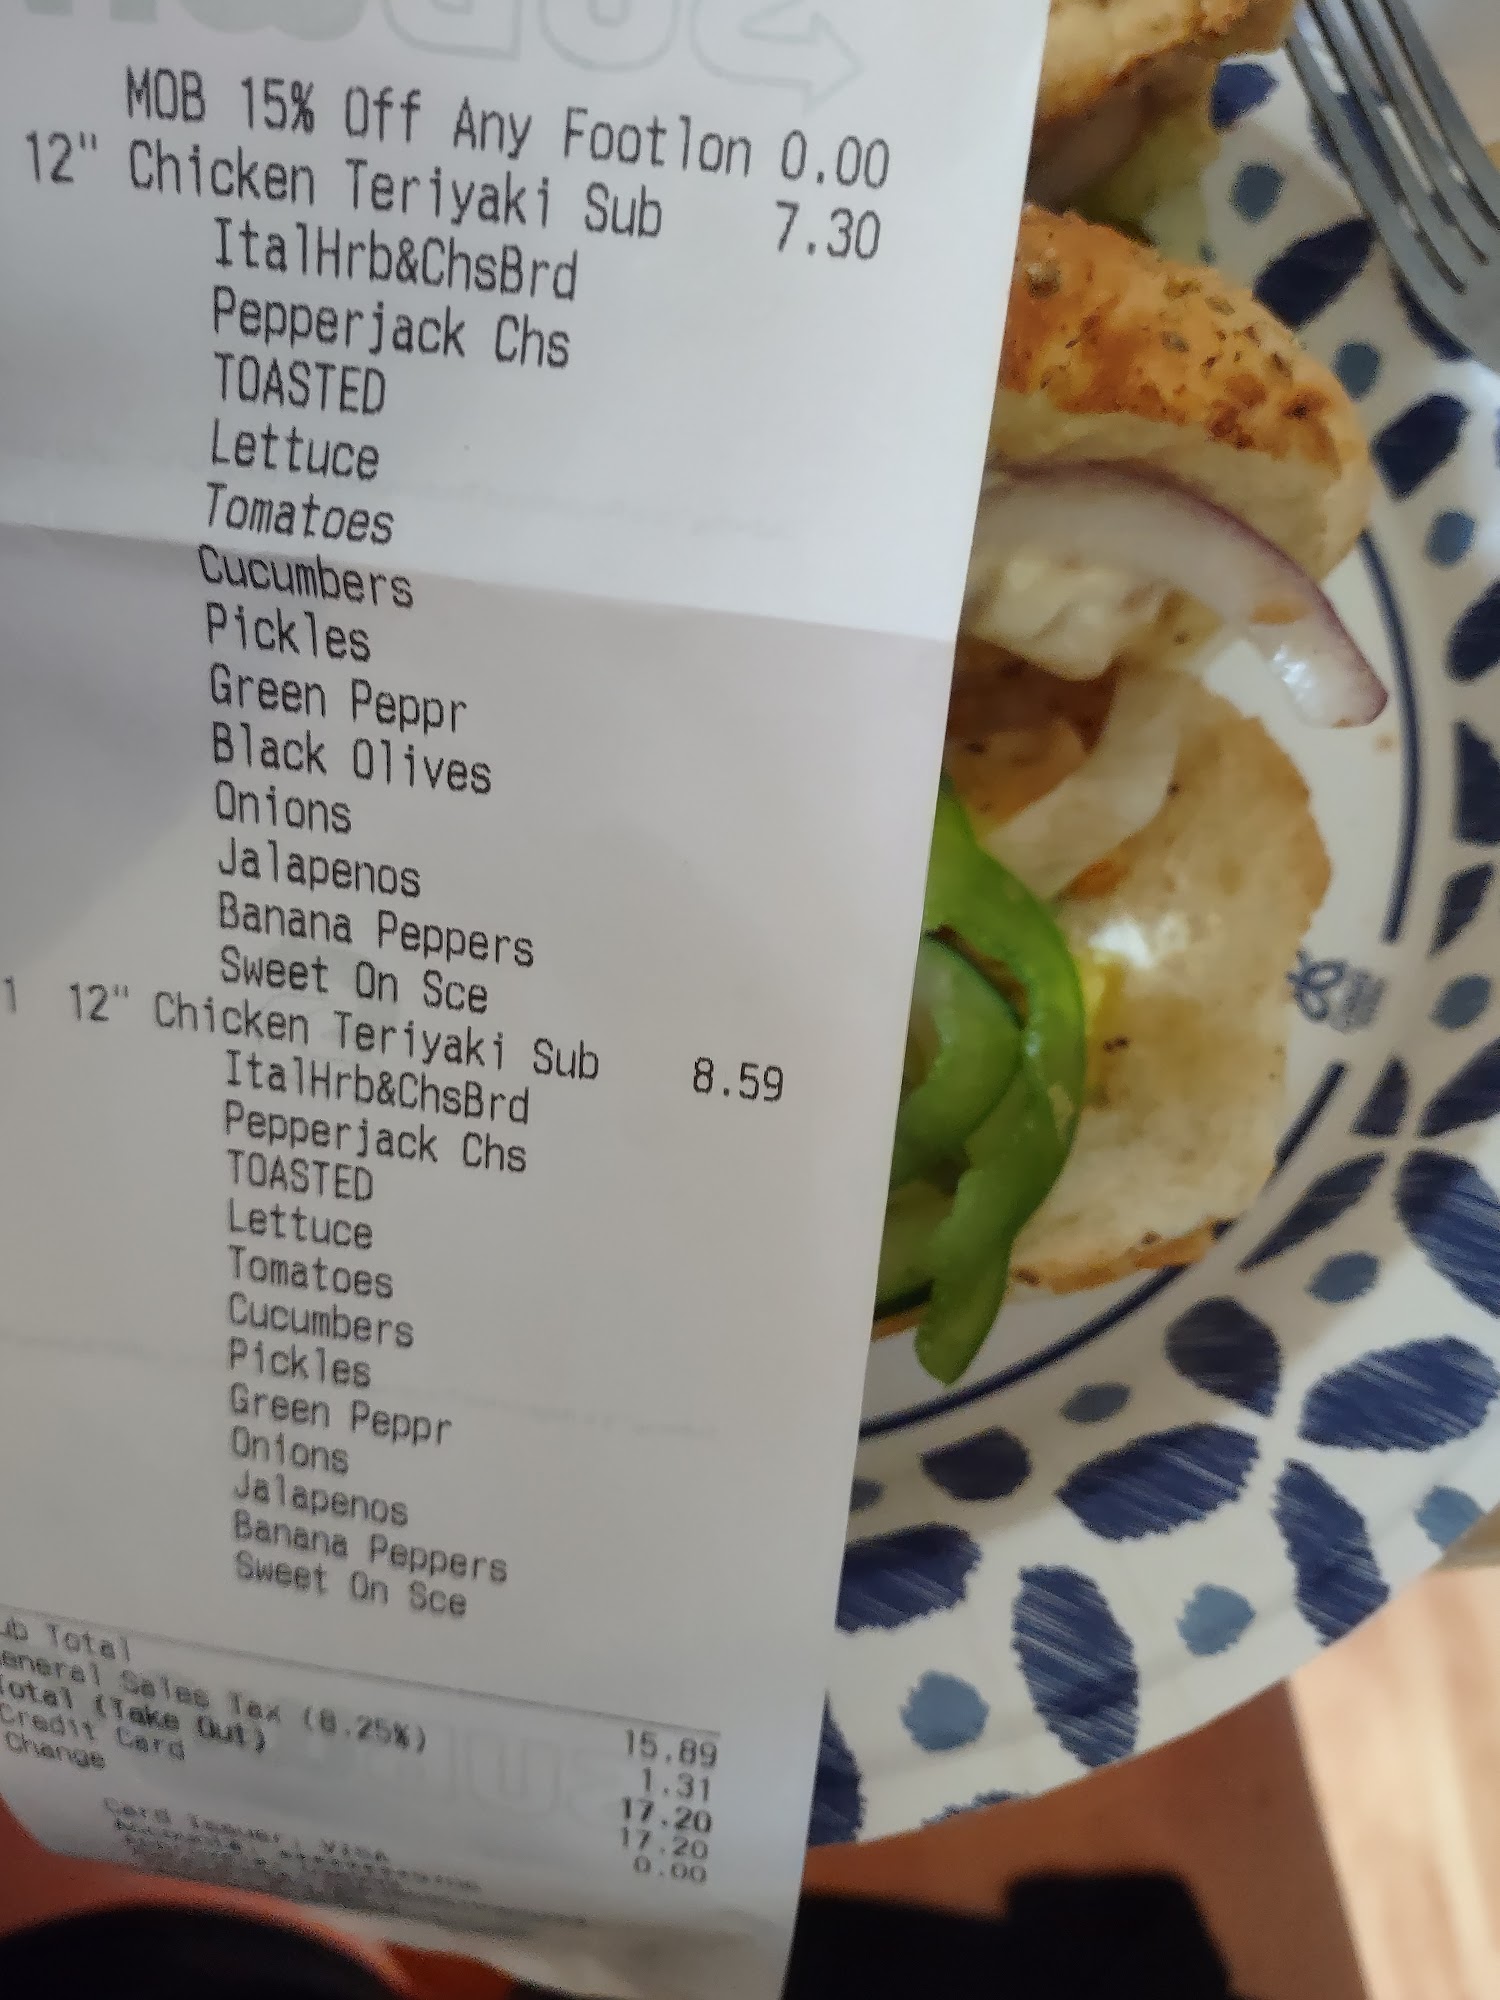 MOB 15% Off Any Footlon 0.00
12" Chicken Teriyaki Sub 7.30
ItalHrb&ChsBrd
Pepperjack Chs
TOASTED
Lettuce
Tomatoes
Cucumbers
Pickles
Green Peppr
Black Olives
Onions
Jalapenos
Banana Peppers
Sweet On Sce
1 12" Chicken Teriyaki Sub 8.59
ItalHrb&ChsBrd
Pepperjack Chs
TOASTED
Lettuce
Tomatoes
Cucumbers
Pickles
Green Peppr
Onions
Jalapenos
Banana Peppers
Sweet On Sce
ub Total 15.89
eneral Sales Tax (8.25%) 1.31
Total (Take Out) 17.20
Credit Card 17.20
Change 0.00